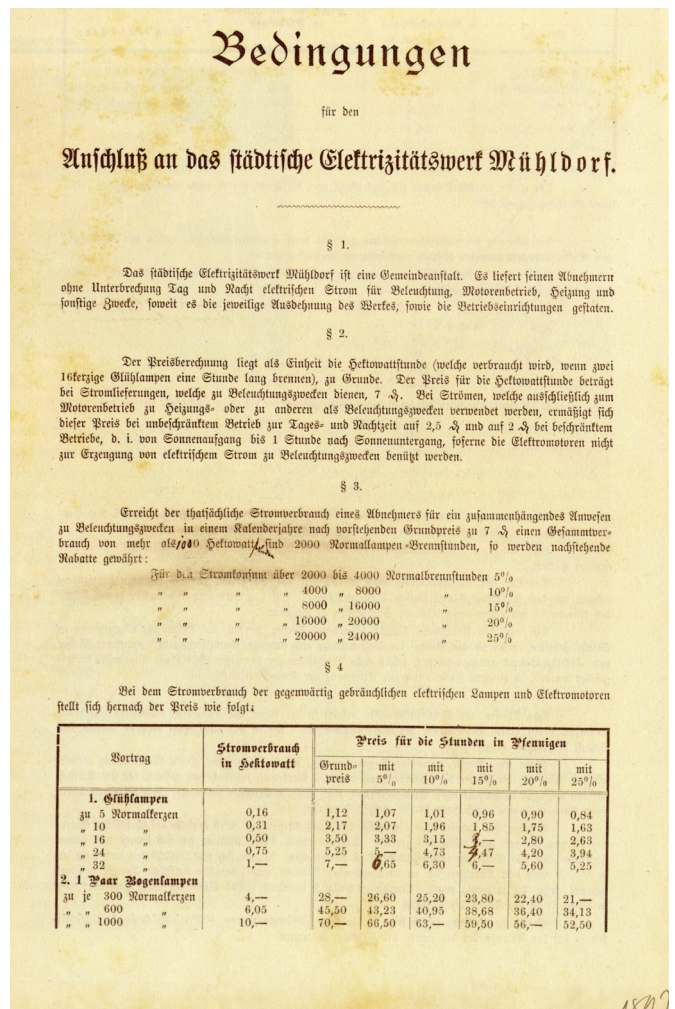 Bedingungen
für den
Anschluß an das städtische Elektrizitätswerk Mühldorf.
§ 1.
Das städtische Elektrizitätswerk Mühldorf ist eine Gemeindeanstalt. Es liefert seinen Abnehmern
ohne Unterbrechung Tag und Nacht elektrischen Strom für Beleuchtung, Motorenbetrieb, Heizung und
sonstige Zwecke, soweit es die jeweilige Ausdehnung des Werkes, sowie die Betriebseinrichtungen gestaten.
§ 2.
Der Preisberechnung liegt als Einheit die Hektowattstunde (welche verbraucht wird, wenn zwei
16kerzige Glühlampen eine Stunde lang brennen), zu Grunde. Der Preis für die Hektowattstunde beträgt
bei Stromlieferungen, welche zu Beleuchtungszwecken dienen, 7 ₰. Bei Strömen, welche ausschließlich zum
Motorenbetrieb zu Heizungs- oder zu anderen als Beleuchtungszwecken verwendet werden, ermäßigt sich
dieser Preis bei unbeschränktem Betrieb zur Tages- und Nachtzeit auf 2,5 ₰ und auf 2 ₰ bei beschränktem
Betriebe, d. i. von Sonnenaufgang bis 1 Stunde nach Sonnenuntergang, soferne die Elektromotoren nicht
zur Erzeugung von elektrischem Strom zu Beleuchtungszwecken benützt werden.
§ 3.
Erreicht der thatsächliche Stromverbrauch eines Abnehmers für ein zusammenhängendes Anwesen
zu Beleuchtungszwecken in einem Kalenderjahre nach vorstehenden Grundpreis zu 7 ₰ einen Gesammtver-
brauch von mehr als 1000 Hektowatt sind 2000 Normallampen-Brennstunden, so werden nachstehende
Rabatte gewährt:
Für den Stromkonsum über 2000 bis 4000 Normalbrennstunden 5%
„ „ „ „ 4000 „ 8000 „ 10%
„ „ „ „ 8000 „ 16000 „ 15%
„ „ „ „ 16000 „ 20000 „ 20%
„ „ „ „ 20000 „ 24000 „ 25%
§ 4
Bei dem Stromverbrauch der gegenwärtig gebräuchlichen elektrischen Lampen und Elektromotoren
stellt sich hernach der Preis wie folgt:
Vortrag Stromverbrauch in Hektowatt Preis für die Stunden in Pfennigen
Grundpreis mit 5% mit 10% mit 15% mit 20% mit 25%
1. Glühlampen
zu 5 Normalkerzen 0,16 1,12 1,07 1,01 0,96 0,90 0,84
„ 10 „ 0,31 2,17 2,07 1,96 1,85 1,75 1,63
„ 16 „ 0,50 3,50 3,33 3,15 3,— 2,80 2,63
„ 24 „ 0,75 5,25 5,— 4,73 4,47 4,20 3,94
„ 32 „ 1,— 7,— 6,65 6,30 6,— 5,60 5,25
2. 1 Paar Bogenlampen
zu je 300 Normalkerzen 4,— 28,— 26,60 25,20 23,80 22,40 21,—
„ „ 600 „ 6,05 45,50 43,23 40,95 38,68 36,40 34,13
„ „ 1000 „ 10,— 70,— 66,50 63,— 59,50 56,— 52,50